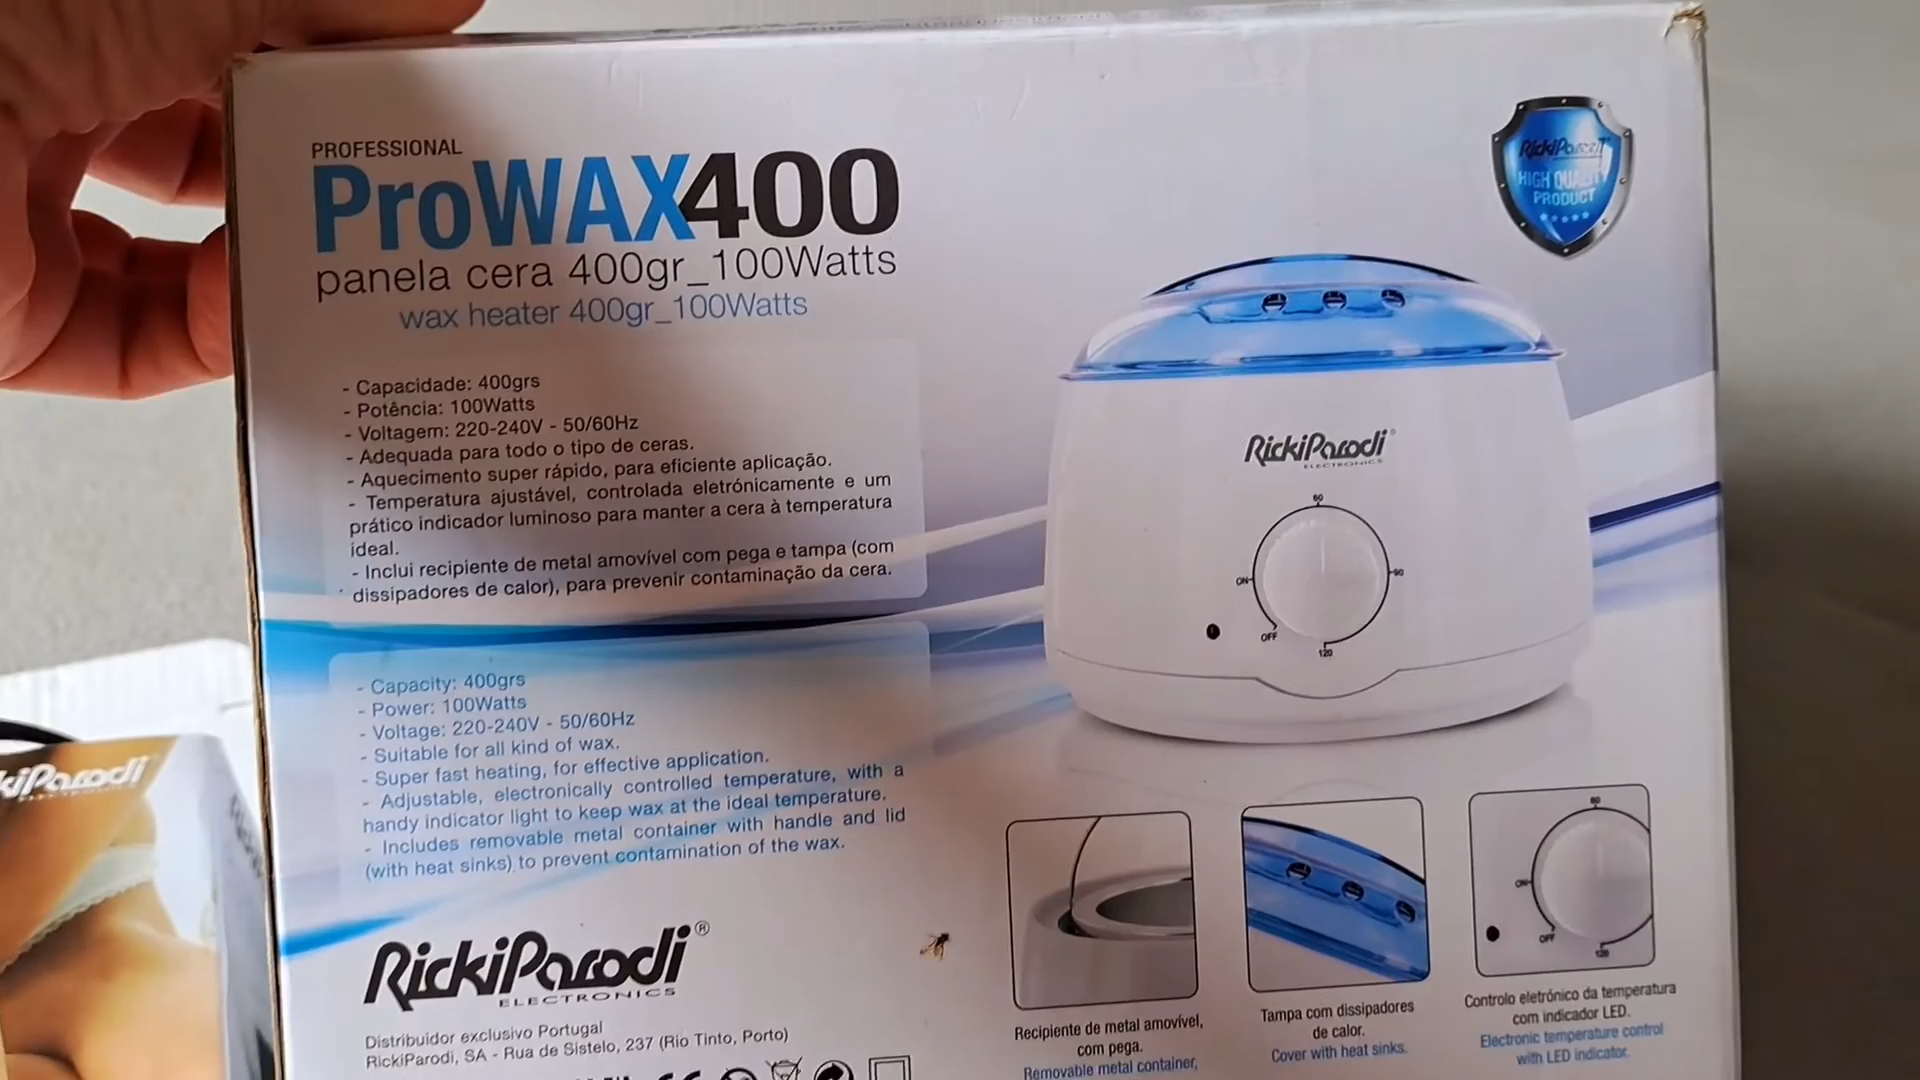 PROFESSIONAL
ProWAX400
panela cera 400gr_100Watts
wax heater 400gr_100Watts
- Capacidade: 400grs
- Potência: 100Watts
- Voltagem: 220-240V - 50/60Hz
- Adequada para todo o tipo de ceras.
- Aquecimento super rápido, para eficiente aplicação.
- Temperatura ajustável, controlada eletrónicamente e um
prático indicador luminoso para manter a cera à temperatura
ideal.
- Inclui recipiente de metal amovível com pega e tampa (com
dissipadores de calor), para prevenir contaminação da cera.
- Capacity: 400grs
- Power: 100Watts
- Voltage: 220-240V - 50/60Hz
- Suitable for all kind of wax.
- Super fast heating, for effective application.
- Adjustable, electronically controlled temperature, with a
handy indicator light to keep wax at the ideal temperature.
- Includes removable metal container with handle and lid
(with heat sinks) to prevent contamination of the wax.
RickiParodi®
ELECTRONICS
Distribuidor exclusivo Portugal
RickiParodi, SA - Rua de Sistelo, 237 (Rio Tinto, Porto)
RickiParodi
HIGH QUALITY
PRODUCT
RickiParodi®
ELECTRONICS
60
ON
90
OFF
120
60
ON
OFF
120
Recipiente de metal amovível,
com pega.
Removable metal container,
Tampa com dissipadores
de calor.
Cover with heat sinks.
Controlo eletrónico da temperatura
com indicador LED.
Electronic temperature control
with LED indicator.
kiParodi